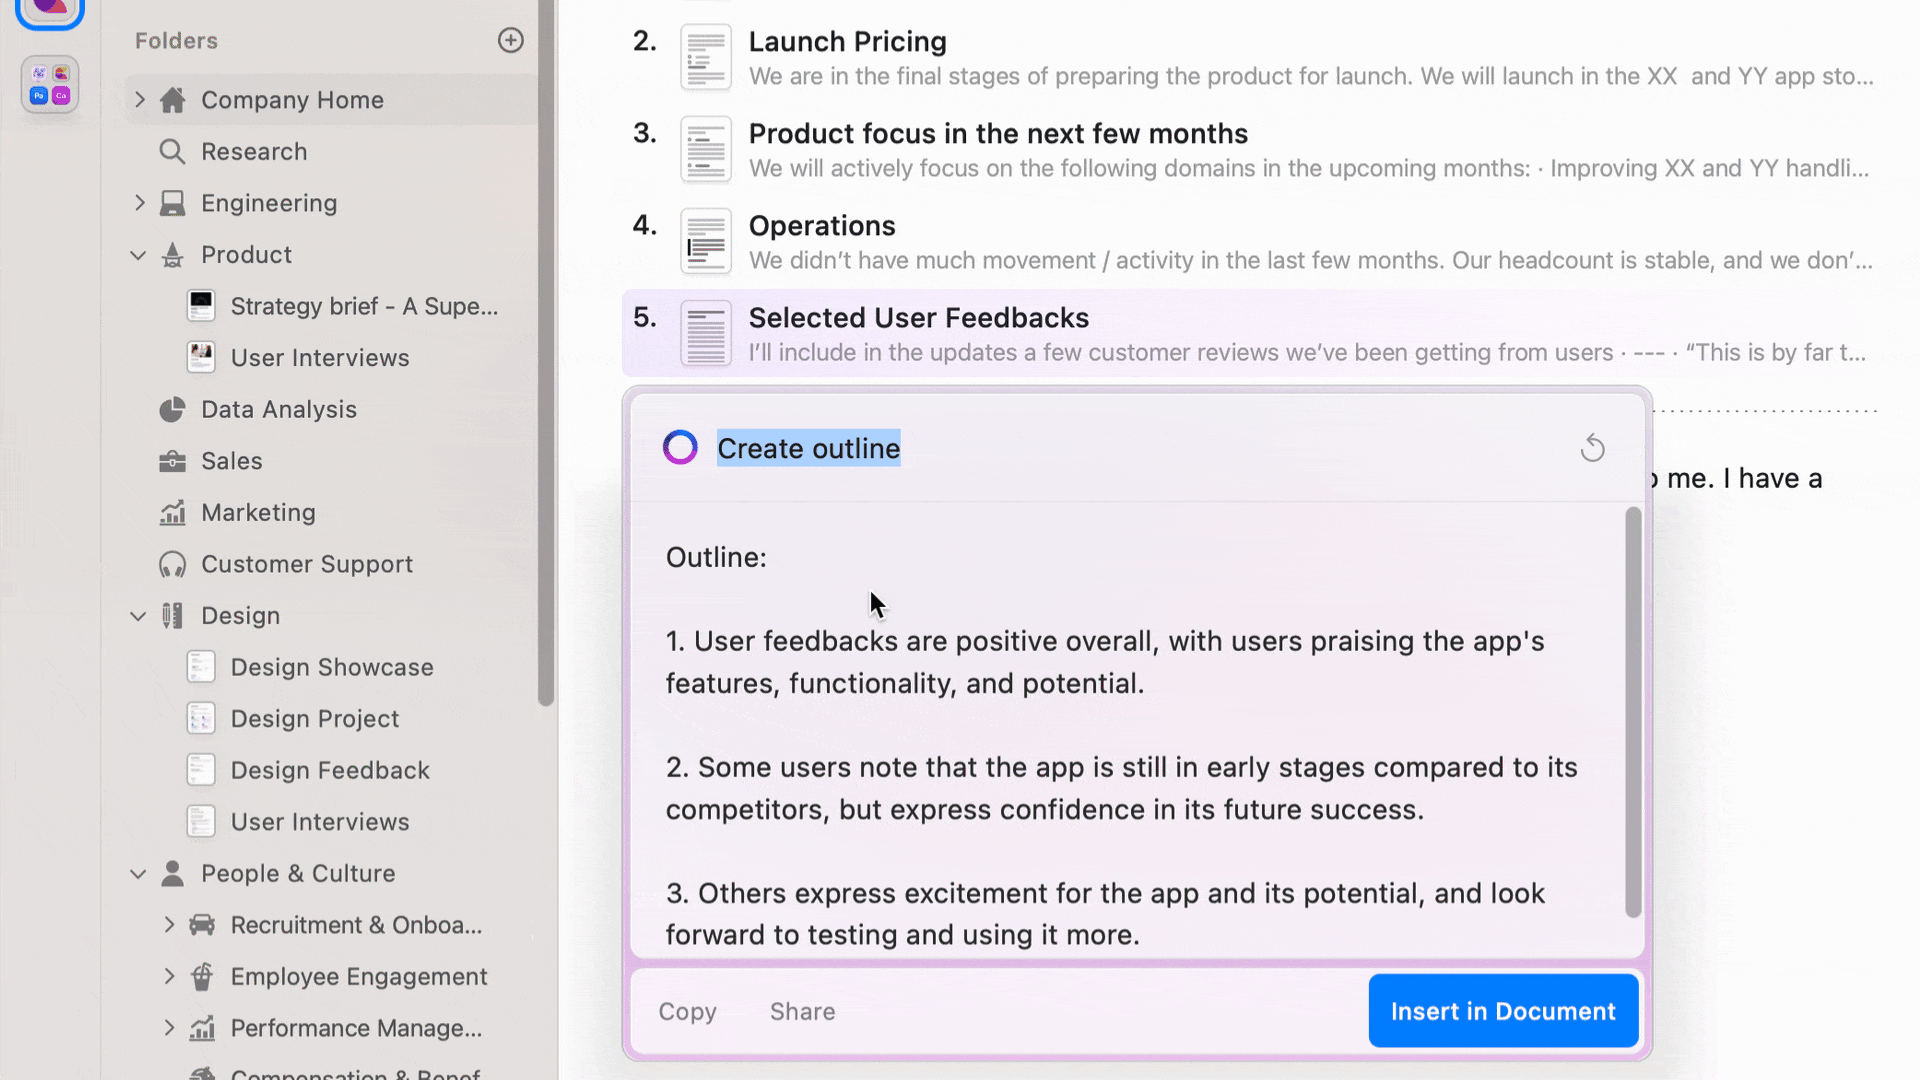 Folders
Company Home
Research
Engineering
Product
Strategy brief - A Supe...
User Interviews
Data Analysis
Sales
Marketing
Customer Support
Design
Design Showcase
Design Project
Design Feedback
User Interviews
People & Culture
Recruitment & Onboa...
Employee Engagement
Performance Manage...
Compensation & Benef
2. Launch Pricing
We are in the final stages of preparing the product for launch. We will launch in the XX and YY app sto...
3. Product focus in the next few months
We will actively focus on the following domains in the upcoming months: · Improving XX and YY handli...
4. Operations
We didn’t have much movement / activity in the last few months. Our headcount is stable, and we don’...
5. Selected User Feedbacks
I’ll include in the updates a few customer reviews we’ve been getting from users · --- · “This is by far t...
me. I have a
Create outline
Outline:
1. User feedbacks are positive overall, with users praising the app's
features, functionality, and potential.
2. Some users note that the app is still in early stages compared to its
competitors, but express confidence in its future success.
3. Others express excitement for the app and its potential, and look
forward to testing and using it more.
Copy
Share
Insert in Document